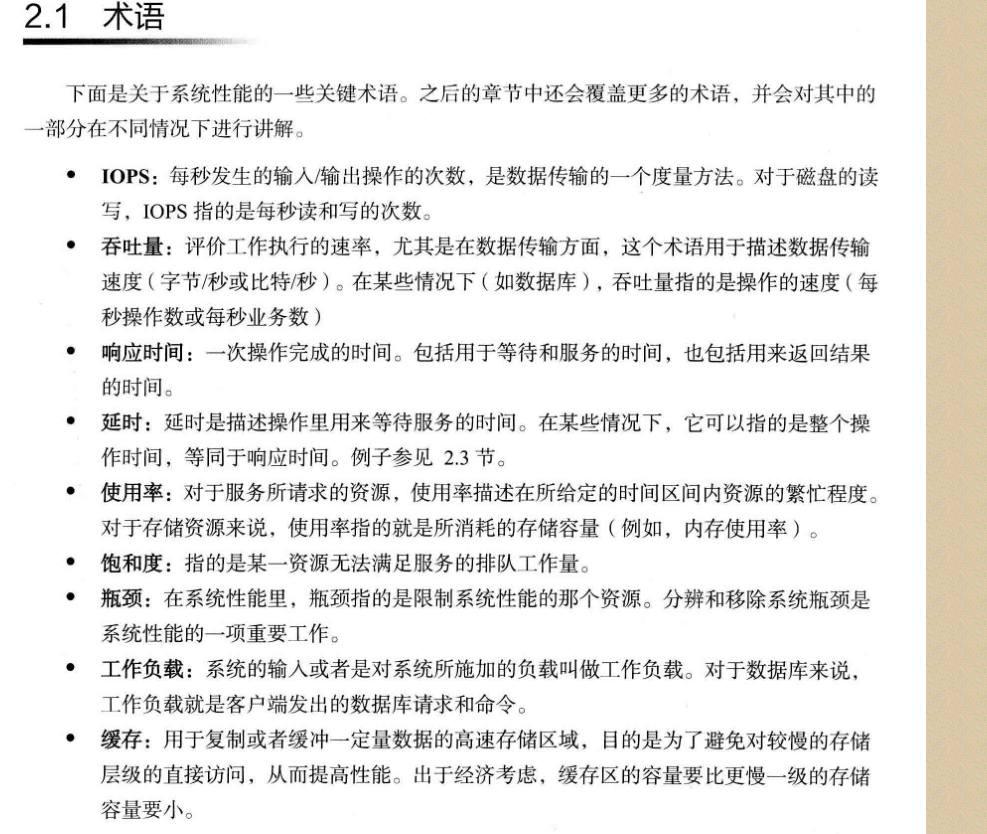 2.1 术语
下面是关于系统性能的一些关键术语。之后的章节中还会覆盖更多的术语，并会对其中的
一部分在不同情况下进行讲解。
• IOPS：每秒发生的输入/输出操作的次数，是数据传输的一个度量方法。对于磁盘的读
写，IOPS 指的是每秒读和写的次数。
• 吞吐量：评价工作执行的速率，尤其是在数据传输方面，这个术语用于描述数据传输
速度（字节/秒或比特/秒）。在某些情况下（如数据库），吞吐量指的是操作的速度（每
秒操作数或每秒业务数）
• 响应时间：一次操作完成的时间。包括用于等待和服务的时间，也包括用来返回结果
的时间。
• 延时：延时是描述操作里用来等待服务的时间。在某些情况下，它可以指的是整个操
作时间，等同于响应时间。例子参见 2.3 节。
• 使用率：对于服务所请求的资源，使用率描述在所给定的时间区间内资源的繁忙程度。
对于存储资源来说，使用率指的就是所消耗的存储容量（例如，内存使用率）。
• 饱和度：指的是某一资源无法满足服务的排队工作量。
• 瓶颈：在系统性能里，瓶颈指的是限制系统性能的那个资源。分辨和移除系统瓶颈是
系统性能的一项重要工作。
• 工作负载：系统的输入或者是对系统所施加的负载叫做工作负载。对于数据库来说，
工作负载就是客户端发出的数据库请求和命令。
• 缓存：用于复制或者缓冲一定量数据的高速存储区域，目的是为了避免对较慢的存储
层级的直接访问，从而提高性能。出于经济考虑，缓存区的容量要比更慢一级的存储
容量要小。